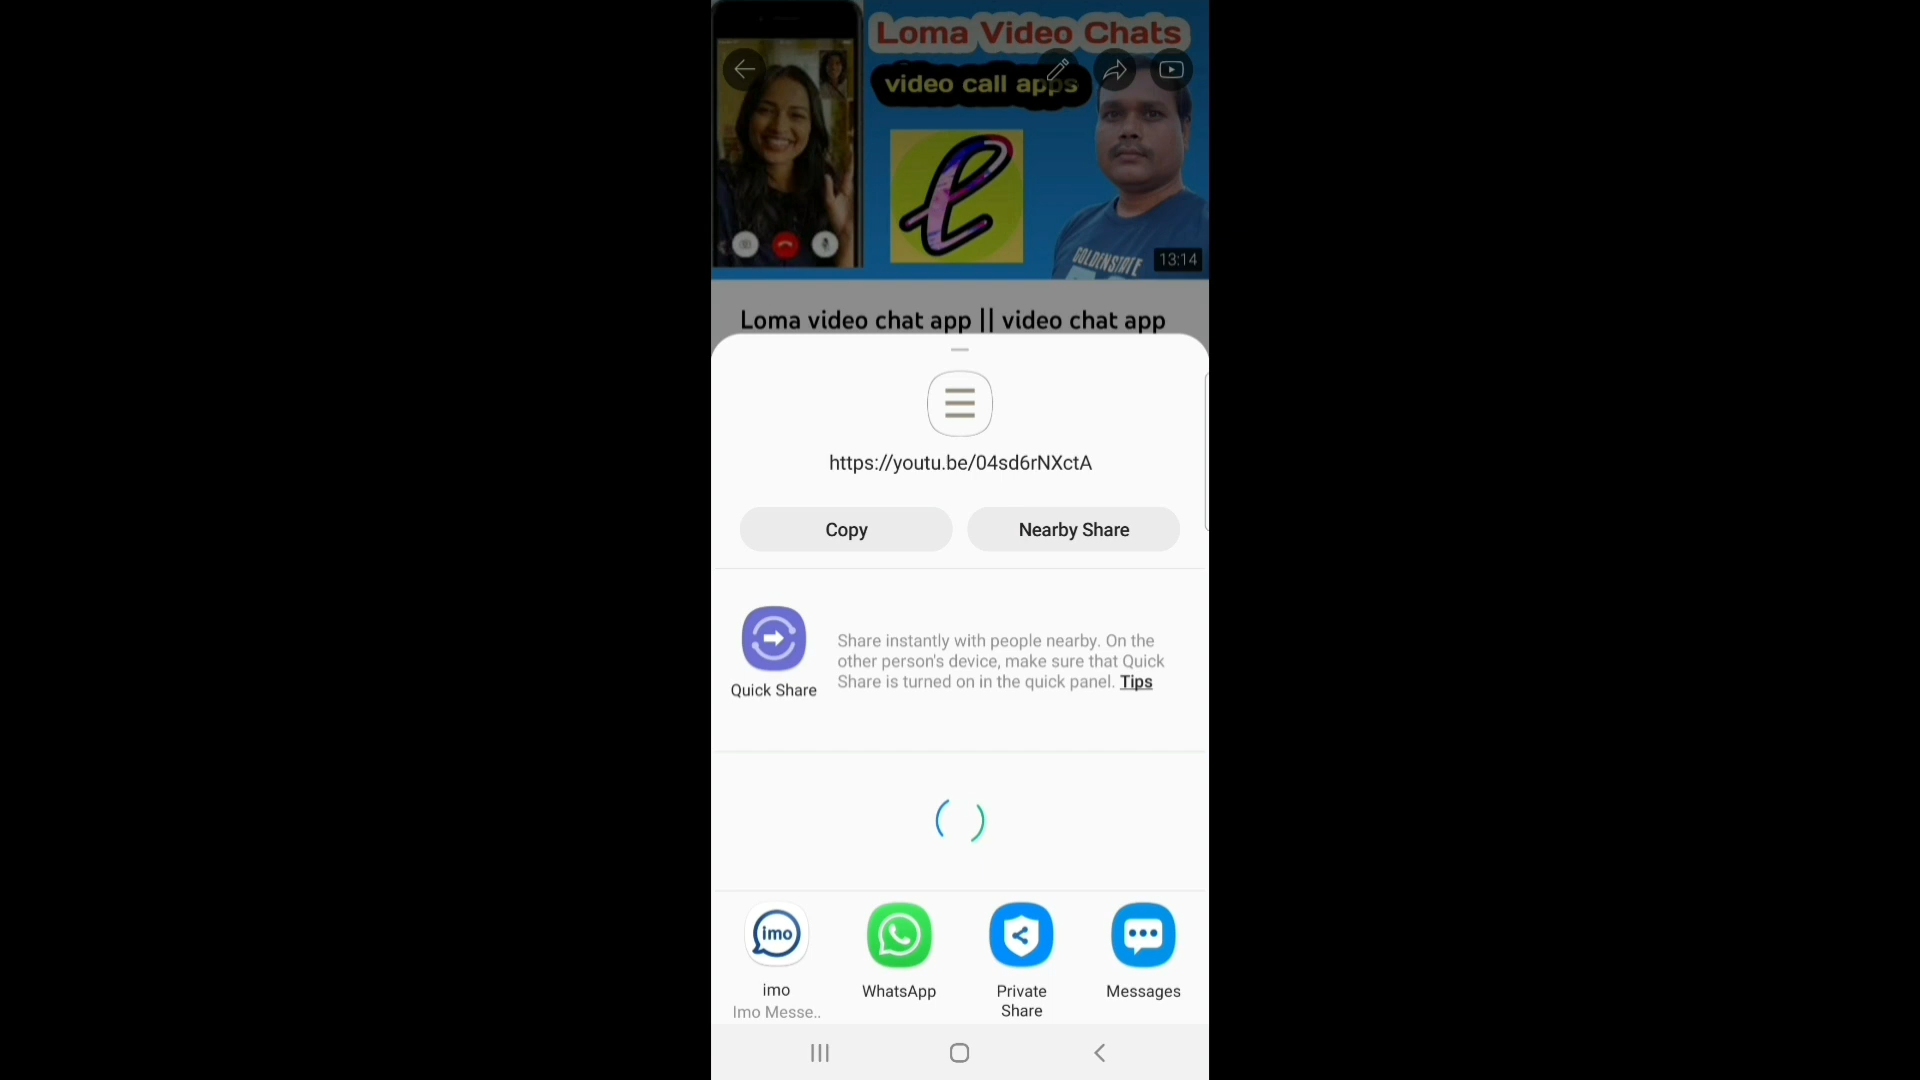 Loma Video Chats
video call apps
GOLDENSTATE
13:14
Loma video chat app || video chat app
https://youtu.be/04sd6rNXctA
Copy
Nearby Share
Share instantly with people nearby. On the
other person's device, make sure that Quick
Share is turned on in the quick panel. Tips
Quick Share
imo
imo
Imo Messe..
WhatsApp
Private
Share
Messages